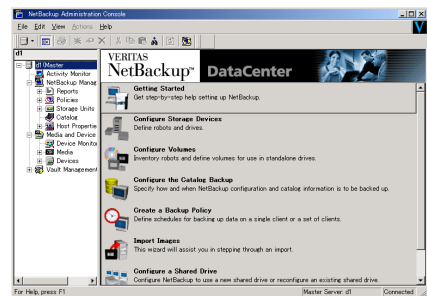 NetBackup Administration Console
File Edit View Actions Help
d1
d1(Master
Activity Monitor
NetBackup Manag
Reports
Policies
Storage Units
Catalog
Host Propertie
Media and Device
Device Monito
Media
Devices
Vault Management
VERITAS
NetBackup™ DataCenter
Getting Started
Get step-by-step help setting up NetBackup.
Configure Storage Devices
Define robots and drives.
Configure Volumes
Inventory robots and define volumes for use in standalone drives.
Configure the Catalog Backup
Specify how and when NetBackup configuration and catalog information is to be backed up.
Create a Backup Policy
Define schedules for backing up data on a single client or a set of clients.
Import Images
This wizard will assist you in stepping through an import.
Configure a Shared Drive
Configure NetBackup to use a new shared drive or reconfigure an existing shared drive.
For Help, press F1
Master Server: d1
Connected